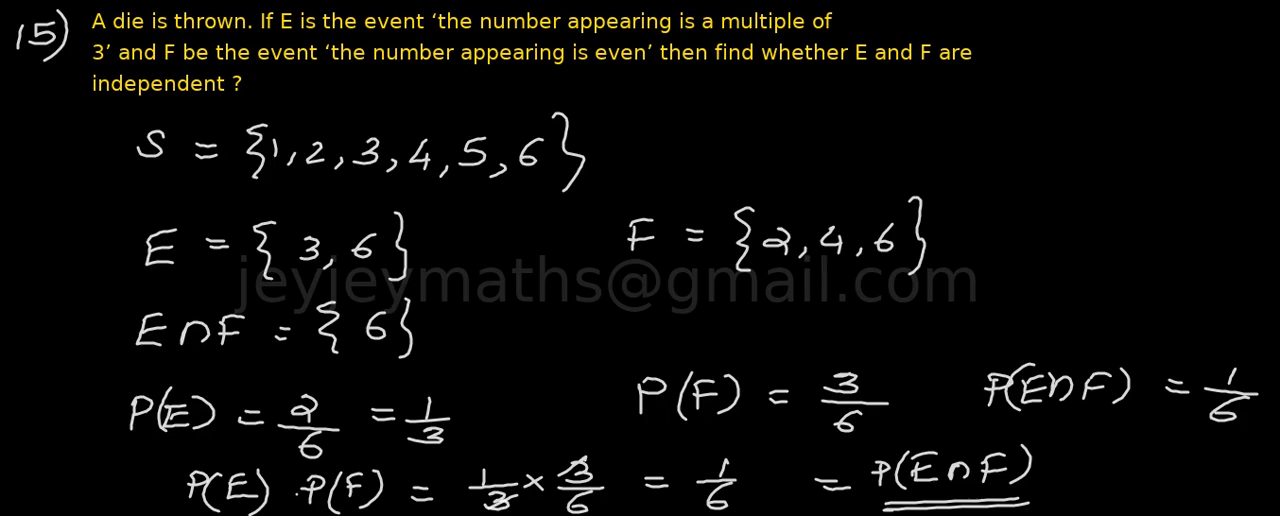 15) A die is thrown. If E is the event ‘the number appearing is a multiple of
3’ and F be the event ‘the number appearing is even’ then find whether E and F are
independent ?
S = {1, 2, 3, 4, 5, 6}
E = {3, 6} F = {2, 4, 6}
jeyjeymaths@gmail.com
E∩F = {6}
P(E) = 2/6 = 1/3 P(F) = 3/6 P(E∩F) = 1/6
P(E) . P(F) = 1/3 × 3/6 = 1/6 = P(E∩F)